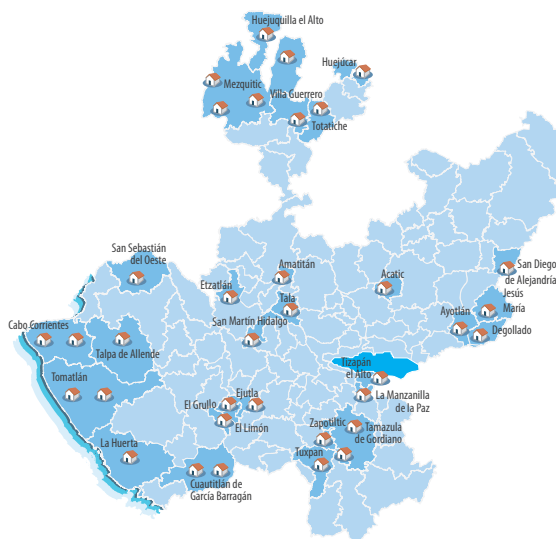 Huejuquilla el Alto
Huejúcar
Mezquitic
Villa Guerrero
Totatiche
San Sebastián
del Oeste
Amatitán
Etzatlán
Tala
Acatic
San Diego
de Alejandría
Jesús
María
Ayotlán
Degollado
Cabo Corrientes
San Martín Hidalgo
Talpa de Allende
Tizapán
el Alto
Tomatlán
La Manzanilla
de la Paz
Ejutla
El Grullo
El Limón
Zapotiltic
Tamazula
de Gordiano
La Huerta
Tuxpan
Cuautitlán de
García Barragán